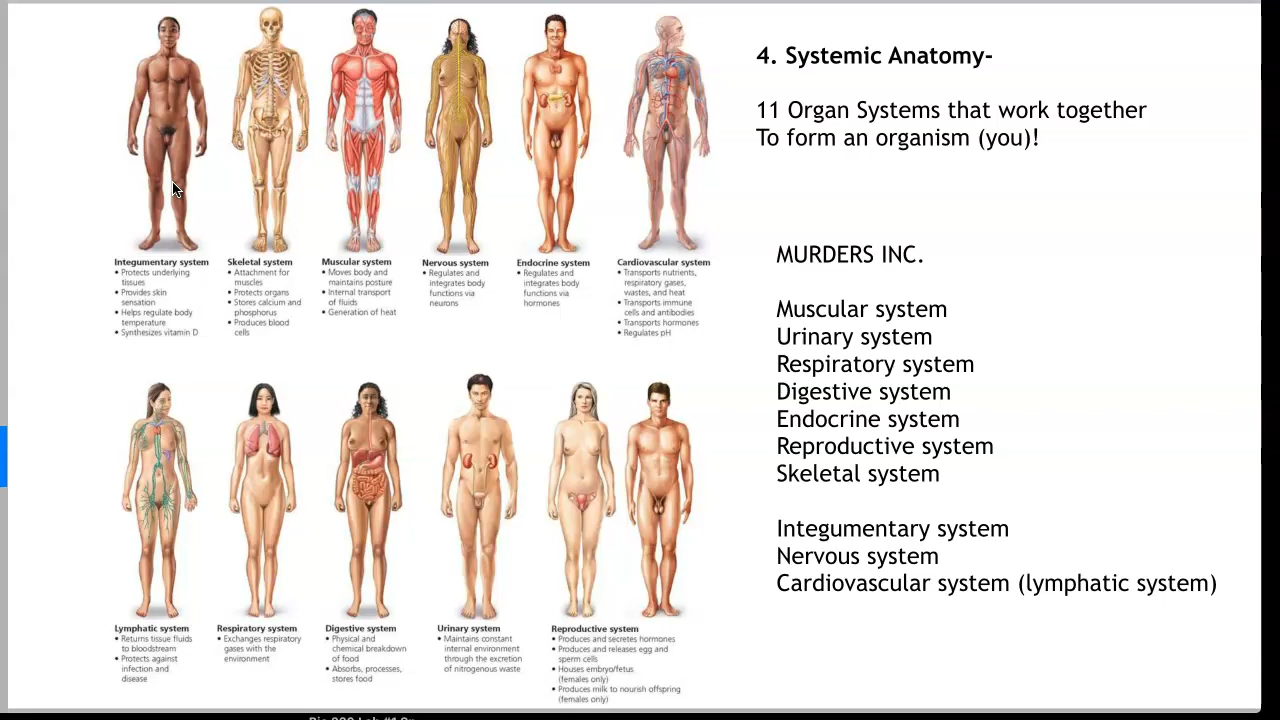 4. Systemic Anatomy-
11 Organ Systems that work together
To form an organism (you)!
MURDERS INC.
Muscular system
Urinary system
Respiratory system
Digestive system
Endocrine system
Reproductive system
Skeletal system
Integumentary system
Nervous system
Cardiovascular system (lymphatic system)
Integumentary system
• Protects underlying
tissues
• Provides skin
sensation
• Helps regulate body
temperature
• Synthesizes vitamin D
Skeletal system
• Attachment for
muscles
• Protects organs
• Stores calcium and
phosphorus
• Produces blood
cells
Muscular system
• Moves body and
maintains posture
• Internal transport
of fluids
• Generation of heat
Nervous system
• Regulates and
integrates body
functions via
neurons
Endocrine system
• Regulates and
integrates body
functions via
hormones
Cardiovascular system
• Transports nutrients,
respiratory gases,
wastes, and heat
• Transports immune
cells and antibodies
• Transports hormones
• Regulates pH
Lymphatic system
• Returns tissue fluids
to bloodstream
• Protects against
infection and
disease
Respiratory system
• Exchanges respiratory
gases with the
environment
Digestive system
• Physical and
chemical breakdown
of food
• Absorbs, processes,
stores food
Urinary system
• Maintains constant
internal environment
through the excretion
of nitrogenous waste
Reproductive system
• Produces and secretes hormones
• Produces and releases egg and
sperm cells
• Houses embryo/fetus
(females only)
• Produces milk to nourish offspring
(females only)